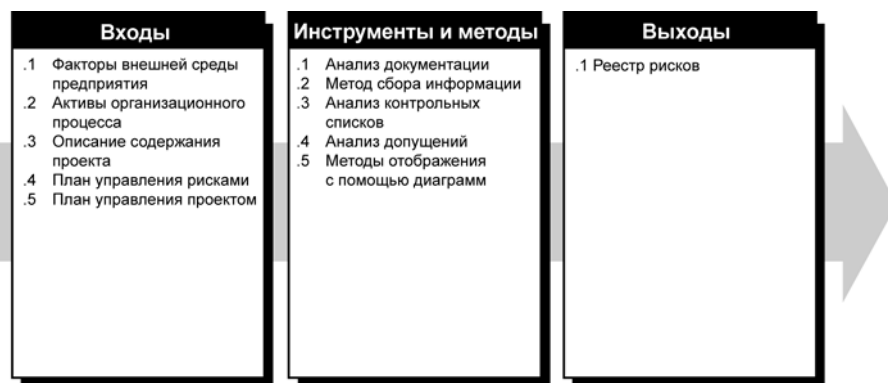 Входы
.1 Факторы внешней среды
предприятия
.2 Активы организационного
процесса
.3 Описание содержания
проекта
.4 План управления рисками
.5 План управления проектом
Инструменты и методы
.1 Анализ документации
.2 Метод сбора информации
.3 Анализ контрольных
списков
.4 Анализ допущений
.5 Методы отображения
с помощью диаграмм
Выходы
.1 Реестр рисков